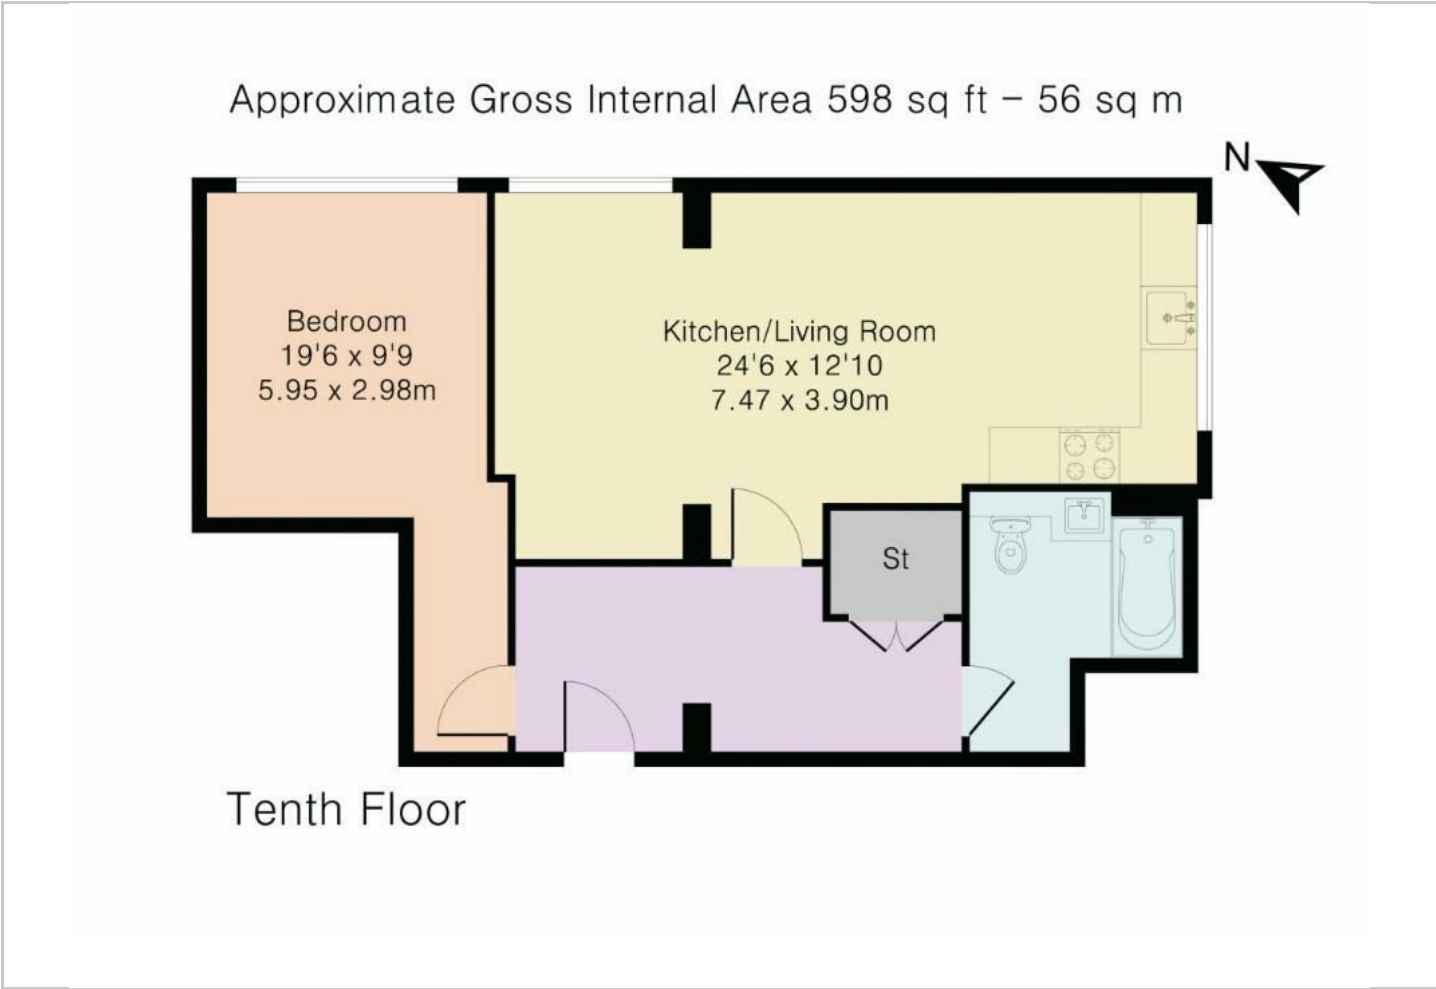 Approximate Gross Internal Area 598 sq ft – 56 sq m
N
Bedroom
19'6 x 9'9
5.95 x 2.98m
Kitchen/Living Room
24'6 x 12'10
7.47 x 3.90m
St
Tenth Floor